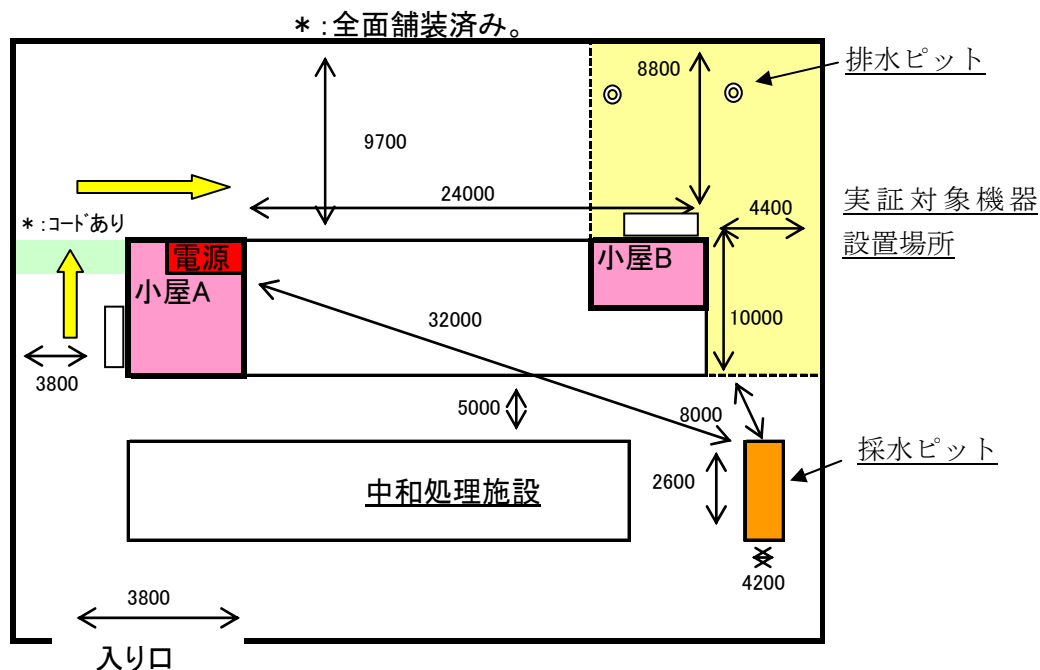 *:全面舗装済み。
8800
排水ピット
9700
24000
実証対象機器
設置場所
4400
*:ｺｰﾄﾞあり
電源
小屋A
小屋B
32000
10000
3800
5000
8000
採水ピット
2600
中和処理施設
4200
3800
入り口